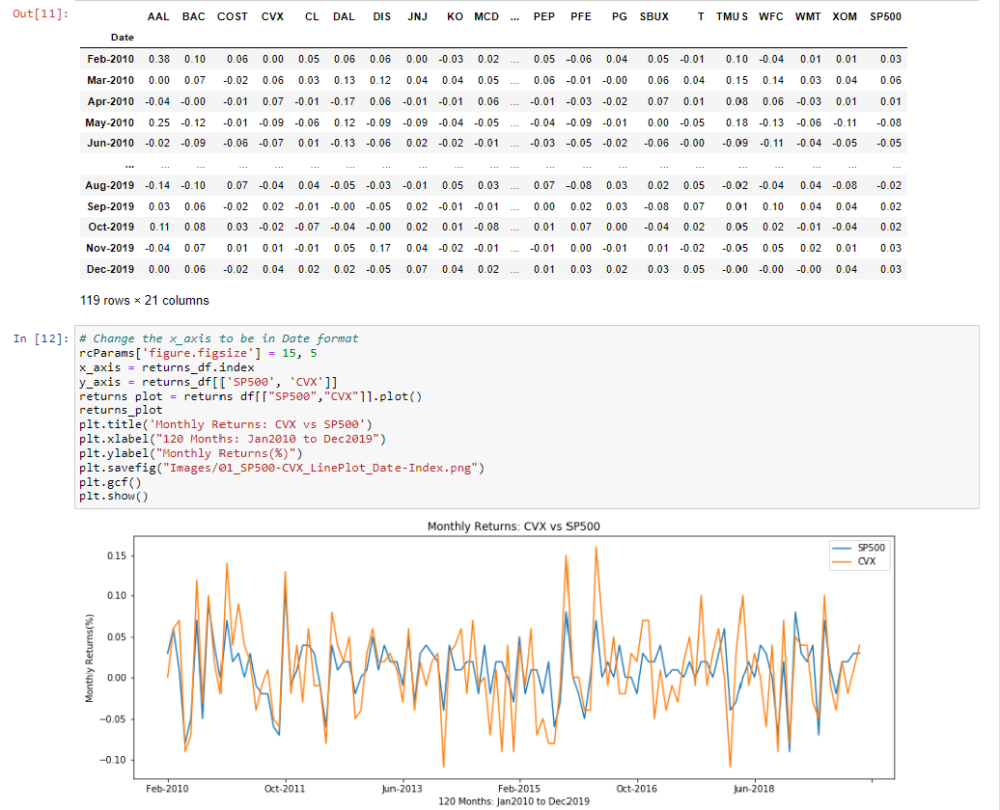 Out[11]:
AAL BAC COST CVX CL DAL DIS JNJ KO MCD ... PEP PFE PG SBUX T TMUS WFC WMT XOM SP500
Date
Feb-2010 0.38 0.10 0.06 0.00 0.05 0.06 0.06 0.00 -0.03 0.02 ... 0.05 -0.06 0.04 0.05 -0.01 0.10 -0.04 0.01 0.01 0.03
Mar-2010 0.00 0.07 -0.02 0.06 0.03 0.13 0.12 0.04 0.04 0.05 ... 0.06 -0.01 -0.00 0.06 0.04 0.15 0.14 0.03 0.04 0.06
Apr-2010 -0.04 -0.00 -0.01 0.07 -0.01 -0.17 0.06 -0.01 -0.01 0.06 ... -0.01 -0.03 -0.02 0.07 0.01 0.08 0.06 -0.03 0.01 0.01
May-2010 0.25 -0.12 -0.01 -0.09 -0.06 0.12 -0.09 -0.09 -0.04 -0.05 ... -0.04 -0.09 -0.01 0.00 -0.05 0.18 -0.13 -0.06 -0.11 -0.08
Jun-2010 -0.02 -0.09 -0.06 -0.07 0.01 -0.13 -0.06 0.02 -0.02 -0.01 ... -0.03 -0.05 -0.02 -0.06 -0.00 -0.09 -0.11 -0.04 -0.05 -0.05
... ... ... ... ... ... ... ... ... ... ... ... ... ... ... ... ... ... ... ... ... ...
Aug-2019 -0.14 -0.10 0.07 -0.04 0.04 -0.05 -0.03 -0.01 0.05 0.03 ... 0.07 -0.08 0.03 0.02 0.05 -0.02 -0.04 0.04 -0.08 -0.02
Sep-2019 0.03 0.06 -0.02 0.02 -0.01 -0.00 -0.05 0.02 -0.01 -0.01 ... 0.00 0.02 0.03 -0.08 0.07 0.01 0.10 0.04 0.04 0.02
Oct-2019 0.11 0.08 0.03 -0.02 -0.07 -0.04 -0.00 0.02 0.01 -0.08 ... 0.01 0.07 0.00 -0.04 0.02 0.05 0.02 -0.01 -0.04 0.02
Nov-2019 -0.04 0.07 0.01 0.01 -0.01 0.05 0.17 0.04 -0.02 -0.01 ... -0.01 0.00 -0.01 0.01 -0.02 -0.05 0.05 0.02 0.01 0.03
Dec-2019 0.00 0.06 -0.02 0.04 0.02 0.02 -0.05 0.07 0.04 0.02 ... 0.01 0.03 0.02 0.03 0.05 -0.00 -0.00 -0.00 0.04 0.03
119 rows × 21 columns
In [12]:
# Change the x_axis to be in Date format
rcParams['figure.figsize'] = 15, 5
x_axis = returns_df.index
y_axis = returns_df[['SP500', 'CVX']]
returns plot = returns df[["SP500","CVX"]].plot()
returns_plot
plt.title('Monthly Returns: CVX vs SP500')
plt.xlabel("120 Months: Jan2010 to Dec2019")
plt.ylabel("Monthly Returns(%)")
plt.savefig("Images/01_SP500-CVX_LinePlot_Date-Index.png")
plt.gcf()
plt.show()
Monthly Returns: CVX vs SP500
SP500
CVX
0.15
0.10
0.05
0.00
−0.05
−0.10
Monthly Returns(%)
Feb-2010 Oct-2011 Jun-2013 Feb-2015 Oct-2016 Jun-2018
120 Months: Jan2010 to Dec2019